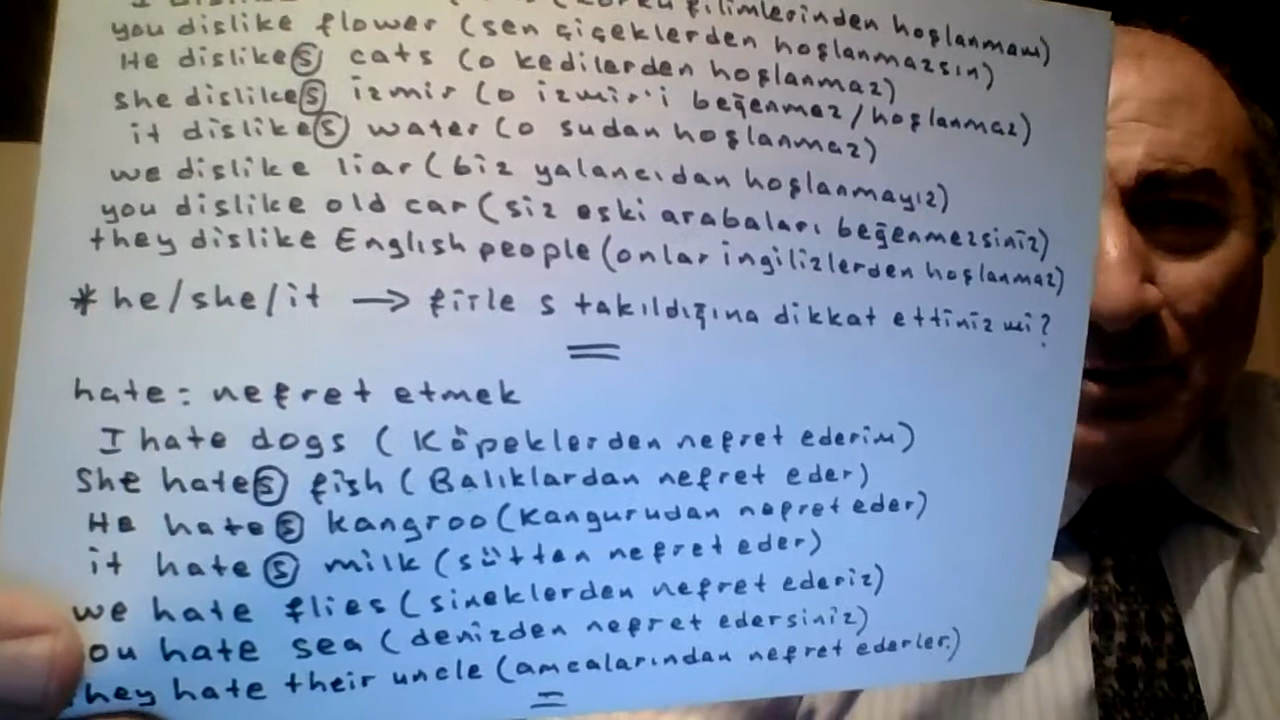 filimlerinden hoşlanmam)
you dislike flower (sen çiçeklerden hoşlanmazsın)
He dislikes cats (o kedilerden hoşlanmaz)
she dislikes izmir (o izmir'i beğenmez/hoşlanmaz)
it dislikes water (o sudan hoşlanmaz)
we dislike liar (biz yalancıdan hoşlanmayız)
you dislike old car (siz eski arabaları beğenmezsiniz)
they dislike English people (onlar ingilizlerden hoşlanmaz)
* he/she/it → fiile s takıldığına dikkat ettiniz mi?
hate: nefret etmek
I hate dogs (Köpeklerden nefret ederim)
She hates fish (Balıklardan nefret eder)
He hates kangroo (Kangurudan nefret eder)
it hates milk (sütten nefret eder)
we hate flies (sineklerden nefret ederiz)
ou hate sea (denizden nefret edersiniz)
hey hate their uncle (amcalarından nefret ederler.)